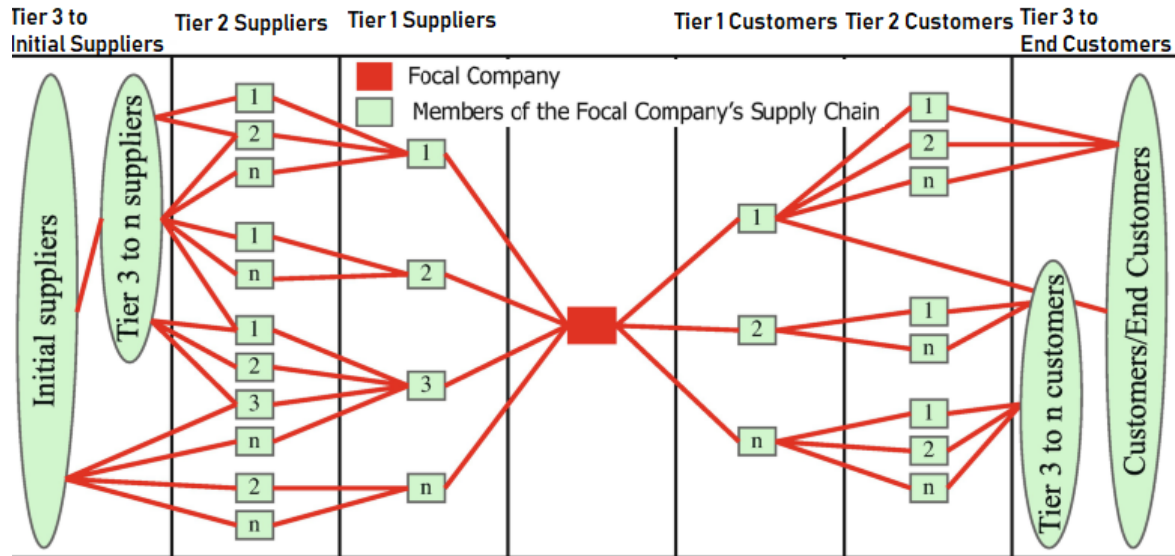 Tier 3 to
Initial Suppliers
Tier 2 Suppliers
Tier 1 Suppliers
Tier 1 Customers
Tier 2 Customers
Tier 3 to
End Customers
Focal Company
Members of the Focal Company's Supply Chain
Initial suppliers
Tier 3 to n suppliers
1
2
n
1
n
1
2
3
n
2
n
1
2
3
n
1
2
n
1
2
n
1
n
1
2
n
Tier 3 to n customers
Customers/End Customers